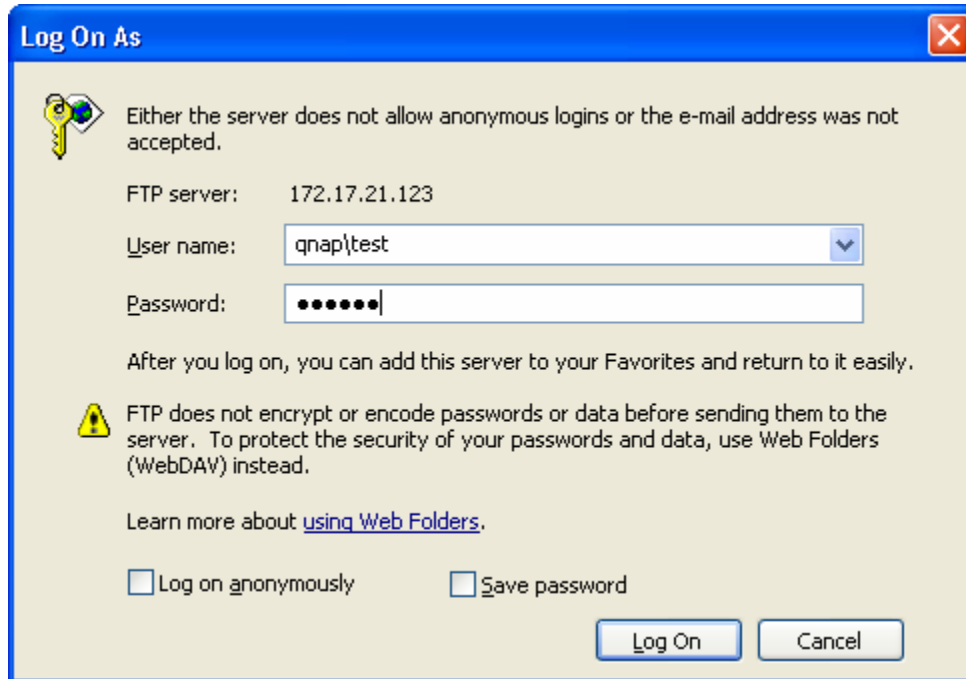 Log On As
Either the server does not allow anonymous logins or the e-mail address was not
accepted.
FTP server: 172.17.21.123
User name: qnap\test
Password: ●●●●●●
After you log on, you can add this server to your Favorites and return to it easily.
FTP does not encrypt or encode passwords or data before sending them to the
server. To protect the security of your passwords and data, use Web Folders
(WebDAV) instead.
Learn more about using Web Folders.
Log on anonymously Save password
Log On Cancel